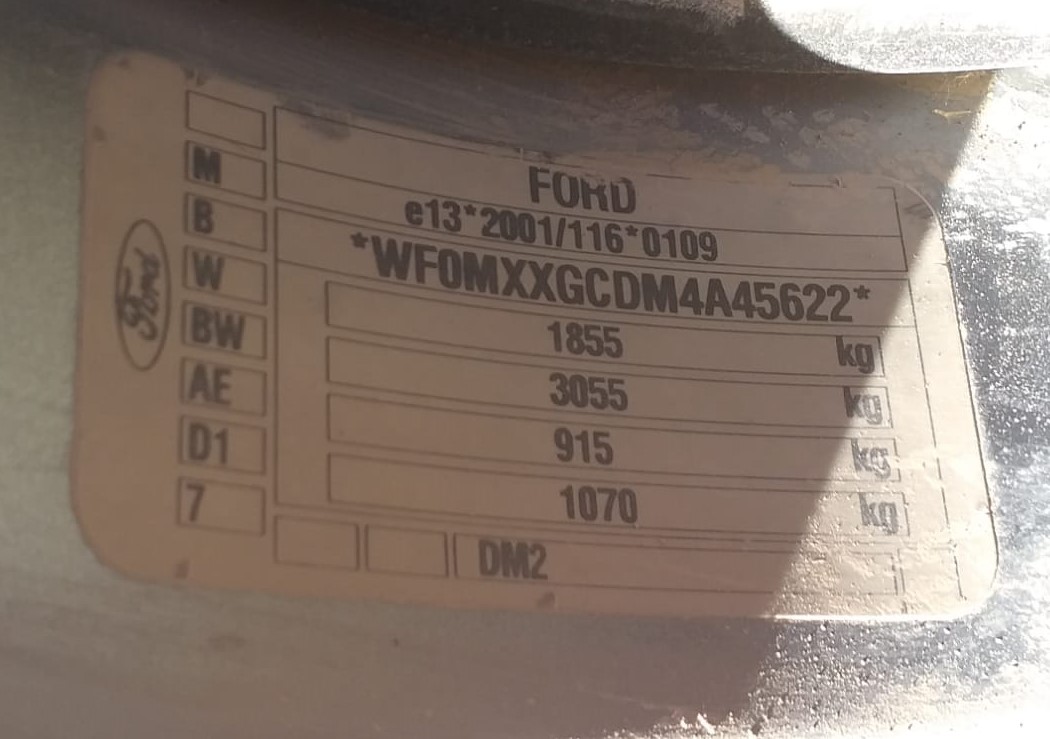 Ford
M
B
W
BW
AE
D1
7
FORD
e13*2001/116*0109
*WF0MXXGCDM4A45622*
1855 kg
3055 kg
915 kg
1070 kg
DM2